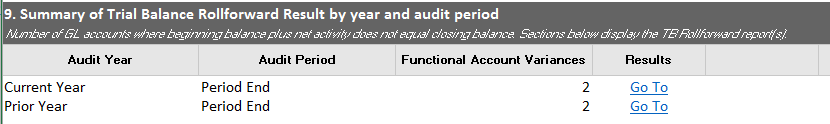 9. Summary of Trial Balance Rollforward Result by year and audit period
Number of GL accounts where beginning balance plus net activity does not equal closing balance. Sections below display the TB Rollforward report(s).
Audit Year Audit Period Functional Account Variances Results
Current Year Period End 2 Go To
Prior Year Period End 2 Go To